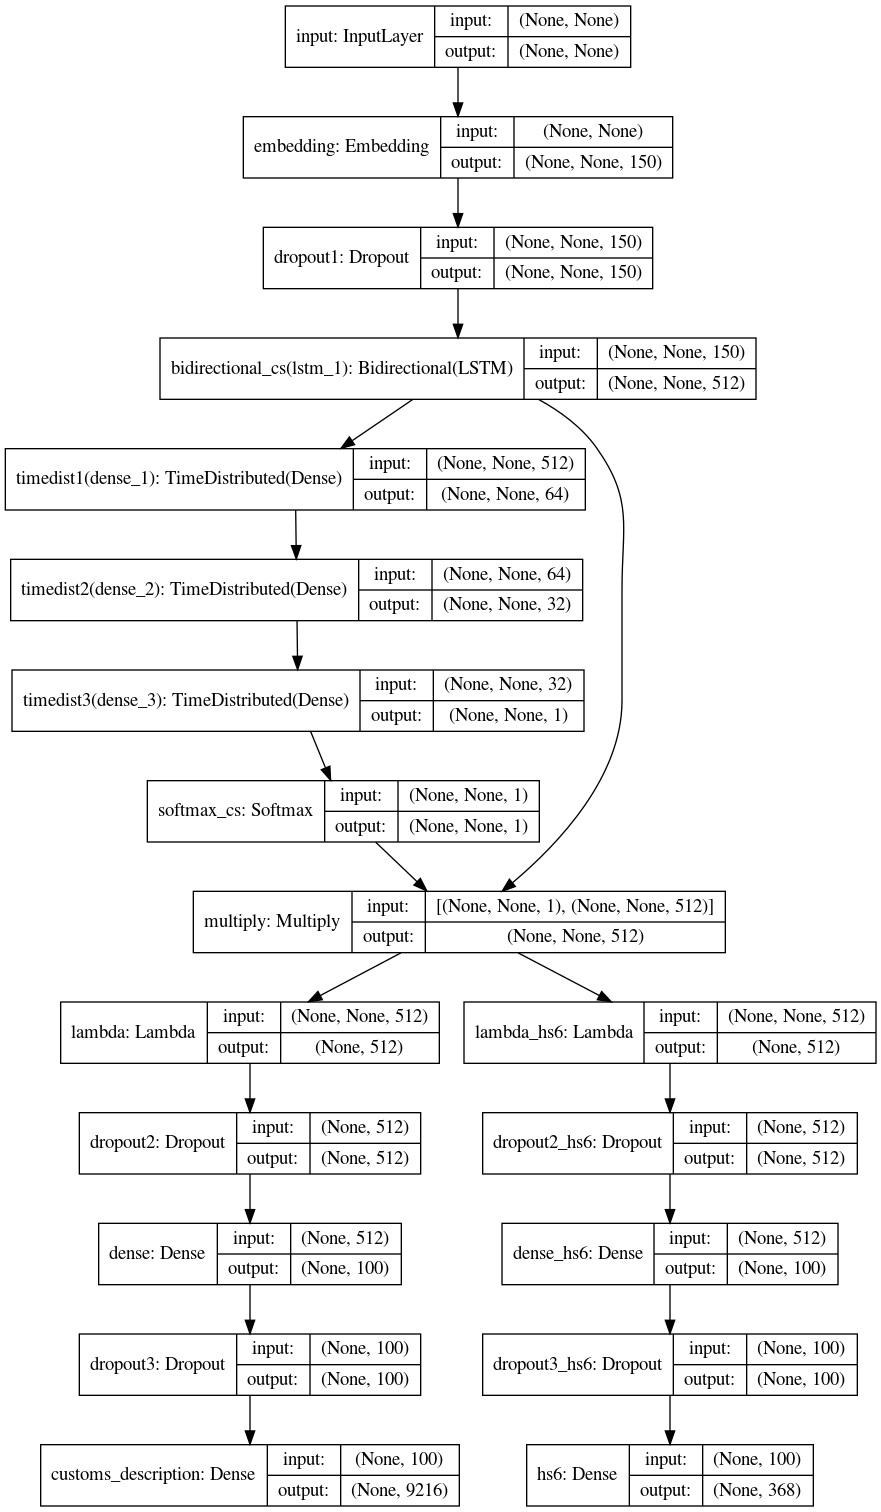 input: InputLayer
input: (None, None)
output: (None, None)
embedding: Embedding
input: (None, None)
output: (None, None, 150)
dropout1: Dropout
input: (None, None, 150)
output: (None, None, 150)
bidirectional_cs(lstm_1): Bidirectional(LSTM)
input: (None, None, 150)
output: (None, None, 512)
timedist1(dense_1): TimeDistributed(Dense)
input: (None, None, 512)
output: (None, None, 64)
timedist2(dense_2): TimeDistributed(Dense)
input: (None, None, 64)
output: (None, None, 32)
timedist3(dense_3): TimeDistributed(Dense)
input: (None, None, 32)
output: (None, None, 1)
softmax_cs: Softmax
input: (None, None, 1)
output: (None, None, 1)
multiply: Multiply
input: [(None, None, 1), (None, None, 512)]
output: (None, None, 512)
lambda: Lambda
input: (None, None, 512)
output: (None, 512)
lambda_hs6: Lambda
input: (None, None, 512)
output: (None, 512)
dropout2: Dropout
input: (None, 512)
output: (None, 512)
dropout2_hs6: Dropout
input: (None, 512)
output: (None, 512)
dense: Dense
input: (None, 512)
output: (None, 100)
dense_hs6: Dense
input: (None, 512)
output: (None, 100)
dropout3: Dropout
input: (None, 100)
output: (None, 100)
dropout3_hs6: Dropout
input: (None, 100)
output: (None, 100)
customs_description: Dense
input: (None, 100)
output: (None, 9216)
hs6: Dense
input: (None, 100)
output: (None, 368)